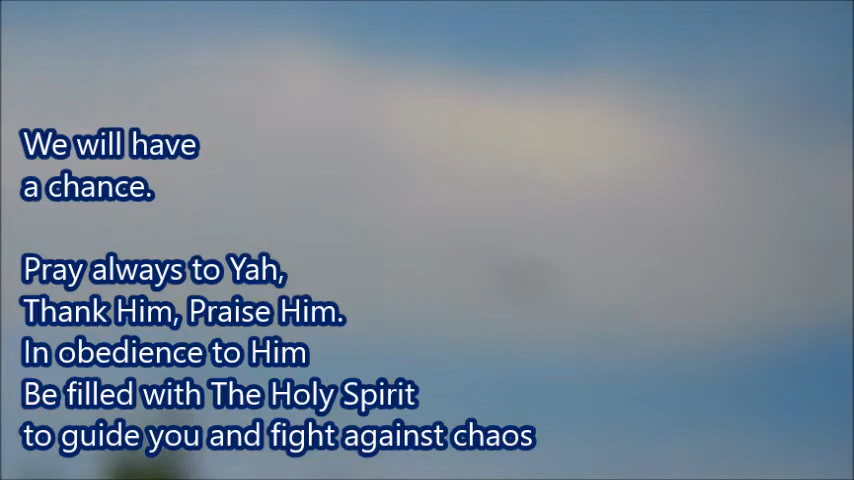 We will have
a chance.
Pray always to Yah,
Thank Him, Praise Him.
In obedience to Him
Be filled with The Holy Spirit
to guide you and fight against chaos